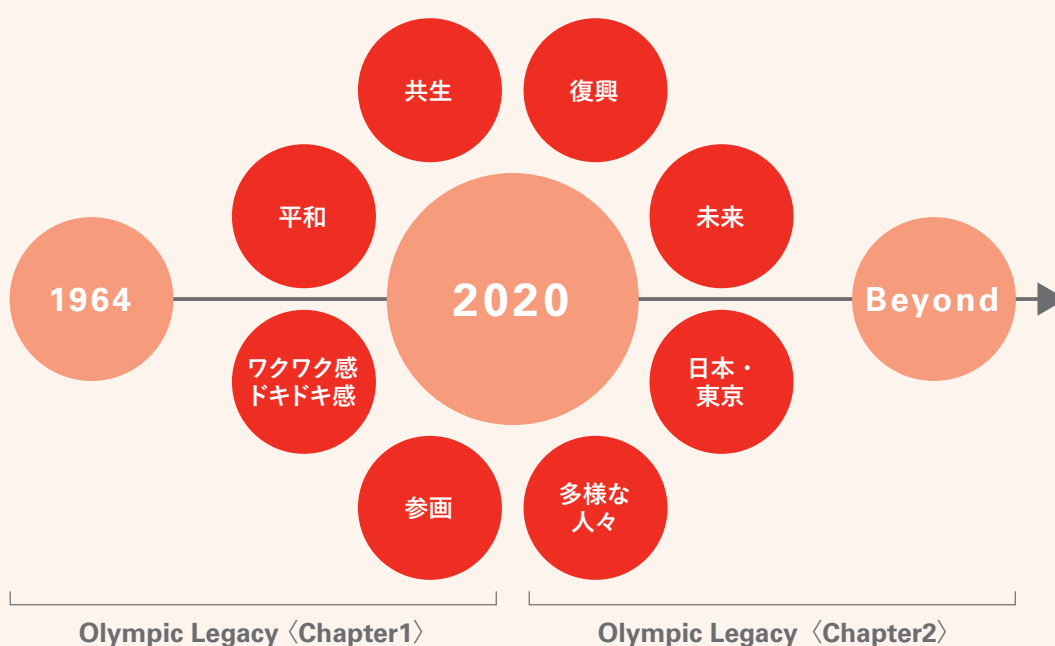 共生
復興
平和
未来
1964
2020
Beyond
ワクワク感
ドキドキ感
日本・
東京
参画
多様な
人々
Olympic Legacy〈Chapter1〉
Olympic Legacy〈Chapter2〉